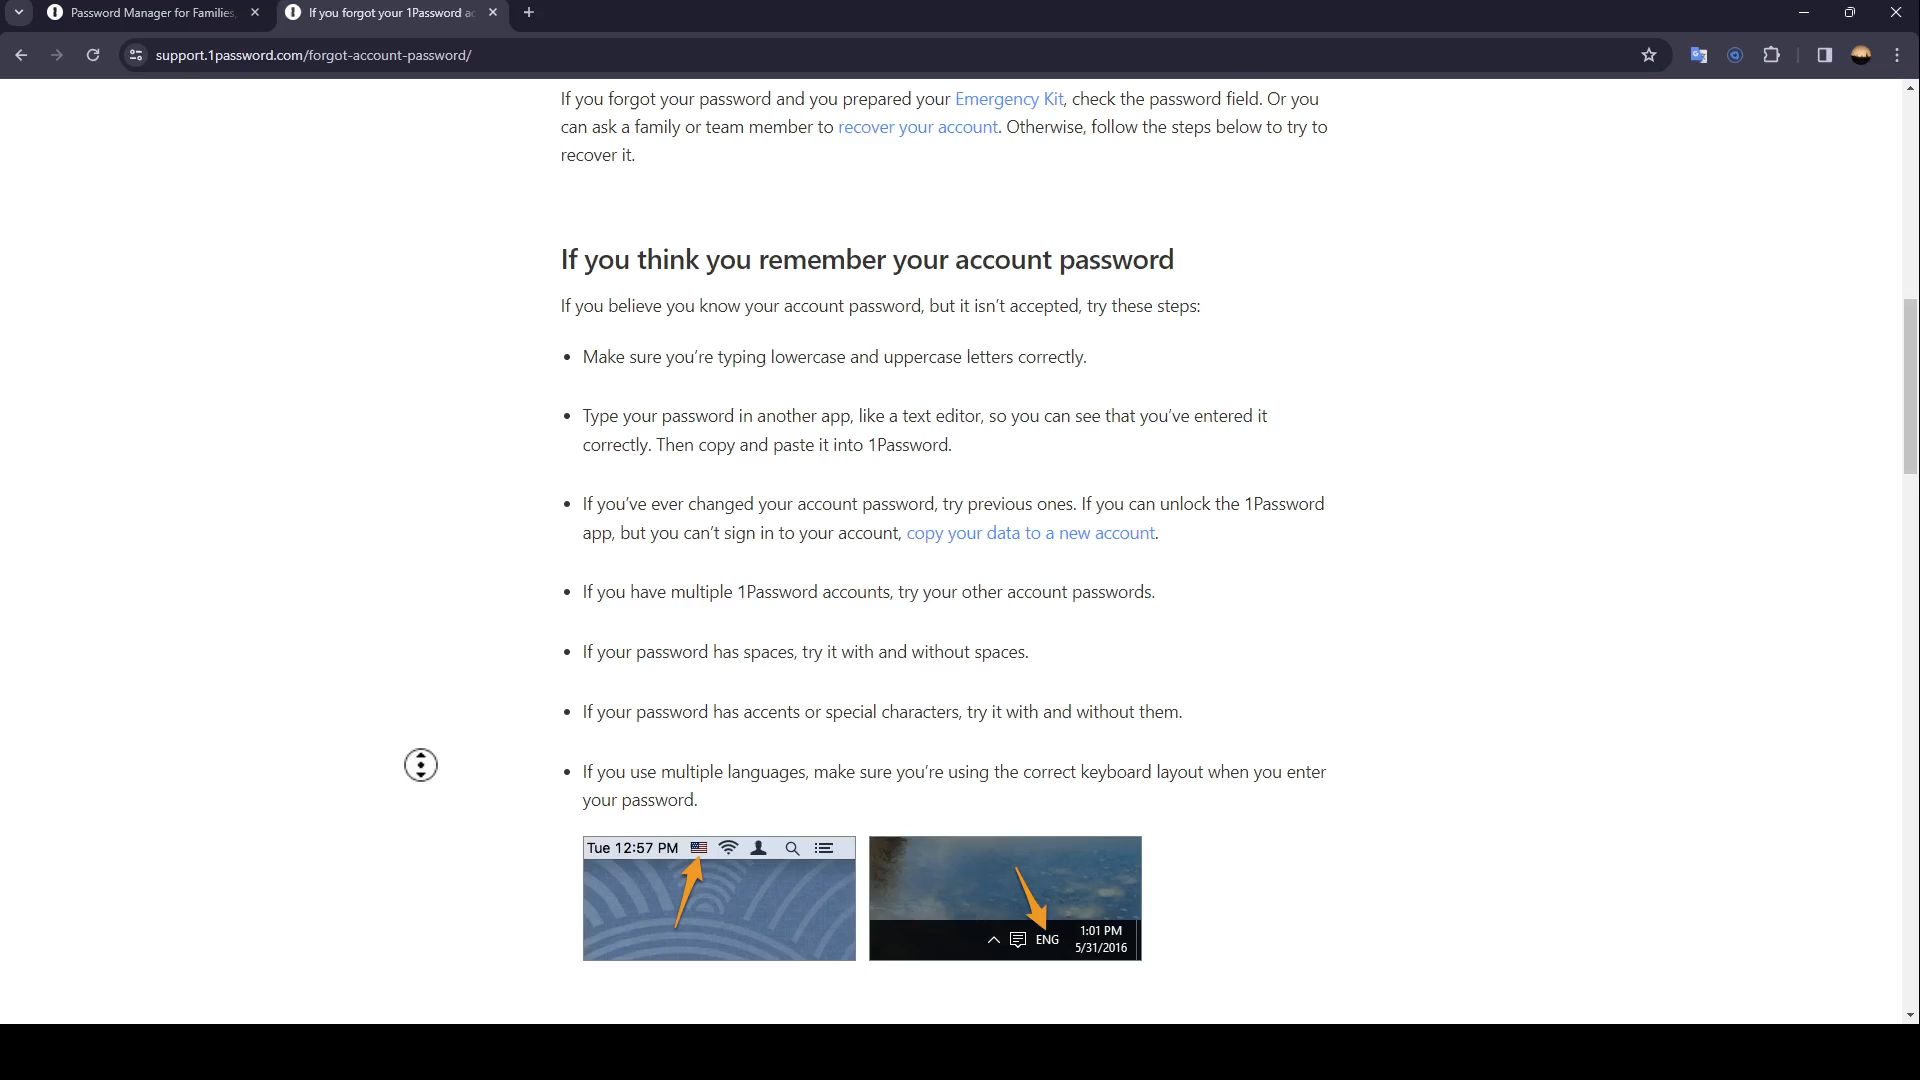 Password Manager for Families,
If you forgot your 1Password ac
support.1password.com/forgot-account-password/
If you forgot your password and you prepared your Emergency Kit, check the password field. Or you
can ask a family or team member to recover your account. Otherwise, follow the steps below to try to
recover it.
If you think you remember your account password
If you believe you know your account password, but it isn't accepted, try these steps:
• Make sure you're typing lowercase and uppercase letters correctly.
• Type your password in another app, like a text editor, so you can see that you've entered it
correctly. Then copy and paste it into 1Password.
• If you've ever changed your account password, try previous ones. If you can unlock the 1Password
app, but you can't sign in to your account, copy your data to a new account.
• If you have multiple 1Password accounts, try your other account passwords.
• If your password has spaces, try it with and without spaces.
• If your password has accents or special characters, try it with and without them.
• If you use multiple languages, make sure you're using the correct keyboard layout when you enter
your password.
Tue 12:57 PM
1:01 PM
ENG
5/31/2016